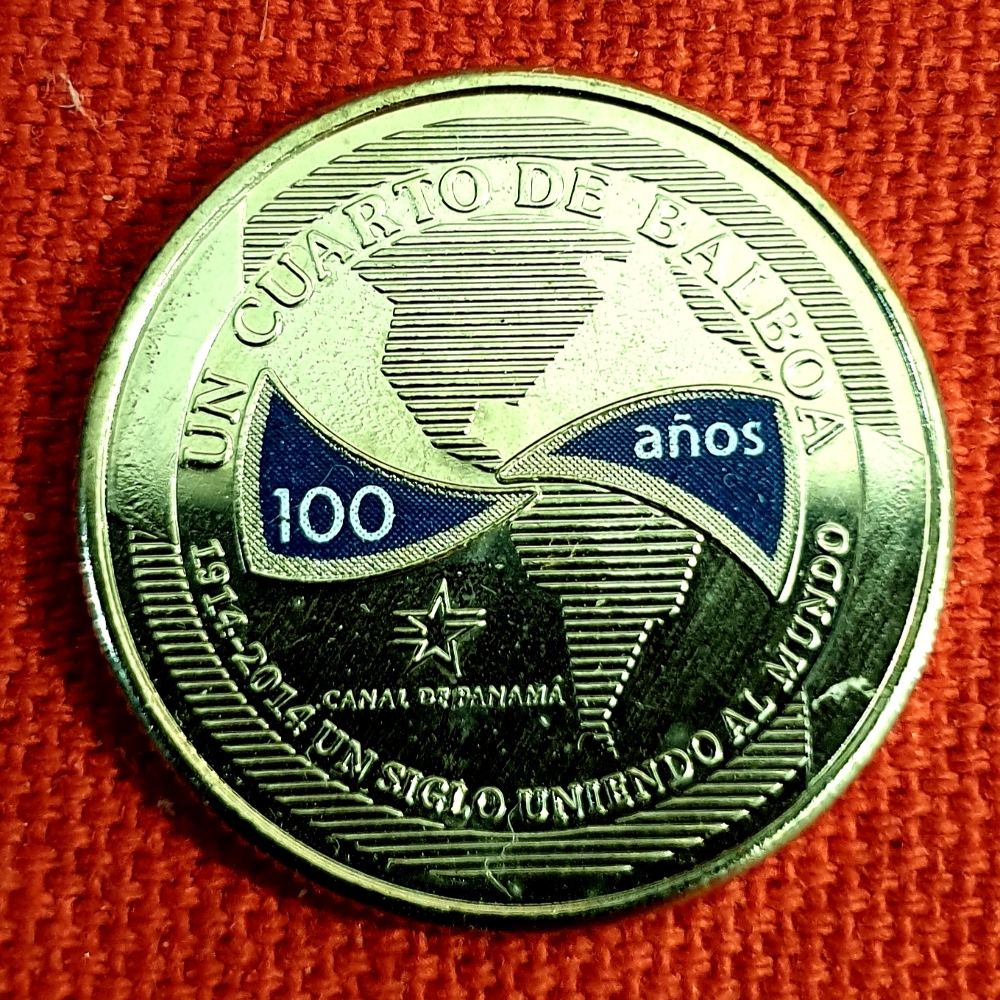 UN CUARTO DE BALBOA
100
años
CANAL DE PANAMÁ
1914-2014 UN SIGLO UNIENDO AL MUNDO